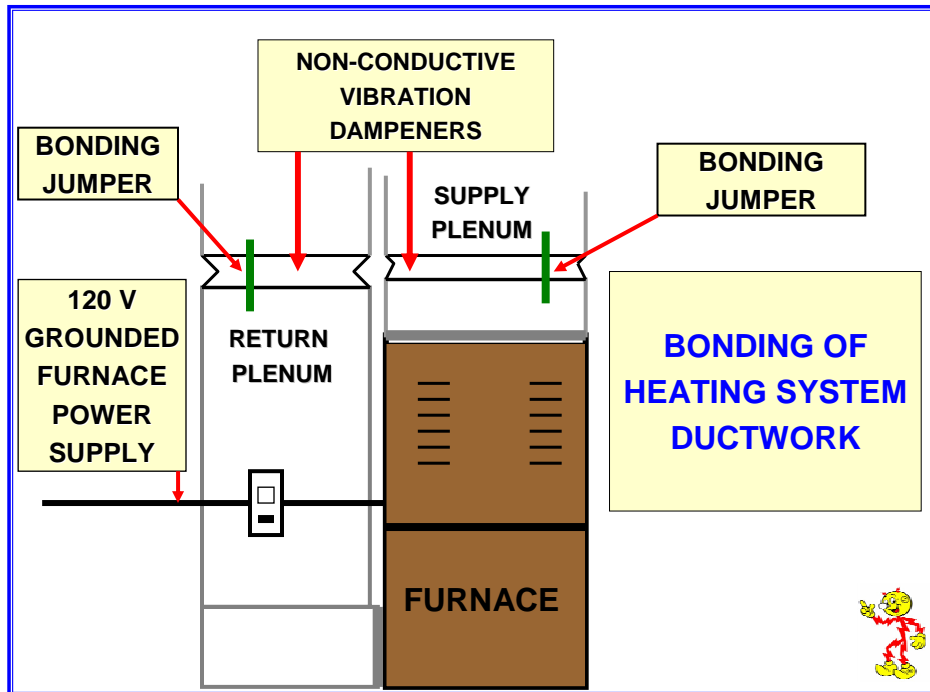 NON-CONDUCTIVE
VIBRATION
DAMPENERS
BONDING
JUMPER
SUPPLY
PLENUM
BONDING
JUMPER
120 V
GROUNDED
FURNACE
POWER
SUPPLY
RETURN
PLENUM
BONDING OF
HEATING SYSTEM
DUCTWORK
FURNACE